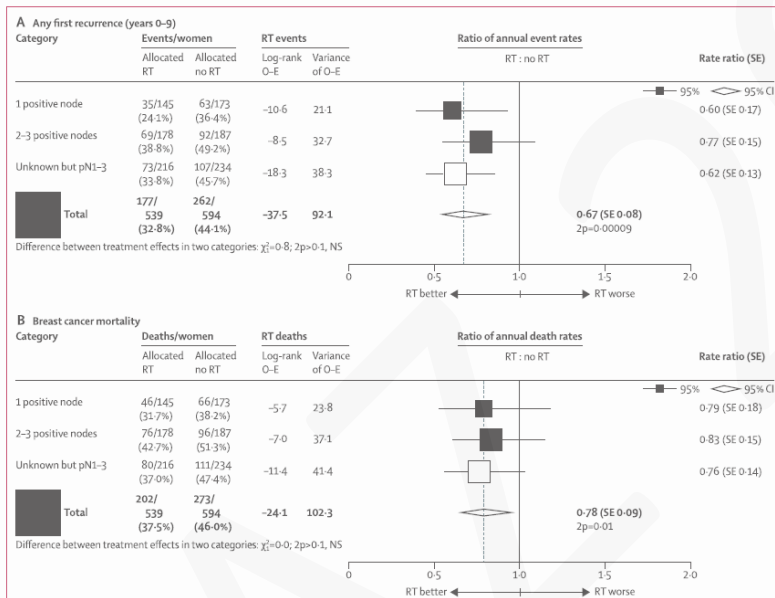 A Any first recurrence (years 0–9)
Category Events/women RT events Ratio of annual event rates
Allocated RT Allocated no RT Log-rank O–E Variance of O–E RT : no RT Rate ratio (SE)
95% 95% CI
1 positive node 35/145 63/173 –10·6 21·1 0·60 (SE 0·17)
(24·1%) (36·4%)
2–3 positive nodes 69/178 92/187 –8·5 32·7 0·77 (SE 0·15)
(38·8%) (49·2%)
Unknown but pN1–3 73/216 107/234 –18·3 38·3 0·62 (SE 0·13)
(33·8%) (45·7%)
177/ 262/
Total 539 594 –37·5 92·1 0·67 (SE 0·08)
(32·8%) (44·1%) 2p=0·00009
Difference between treatment effects in two categories: χ²₁=0·8; 2p>0·1, NS
0 0·5 1·0 1·5 2·0
RT better RT worse
B Breast cancer mortality
Category Deaths/women RT deaths Ratio of annual death rates
Allocated RT Allocated no RT Log-rank O–E Variance of O–E RT : no RT Rate ratio (SE)
95% 95% CI
1 positive node 46/145 66/173 –5·7 23·8 0·79 (SE 0·18)
(31·7%) (38·2%)
2–3 positive nodes 76/178 96/187 –7·0 37·1 0·83 (SE 0·15)
(42·7%) (51·3%)
Unknown but pN1–3 80/216 111/234 –11·4 41·4 0·76 (SE 0·14)
(37·0%) (47·4%)
202/ 273/
Total 539 594 –24·1 102·3 0·78 (SE 0·09)
(37·5%) (46·0%) 2p=0·01
Difference between treatment effects in two categories: χ²₁=0·0; 2p>0·1, NS
0 0·5 1·0 1·5 2·0
RT better RT worse